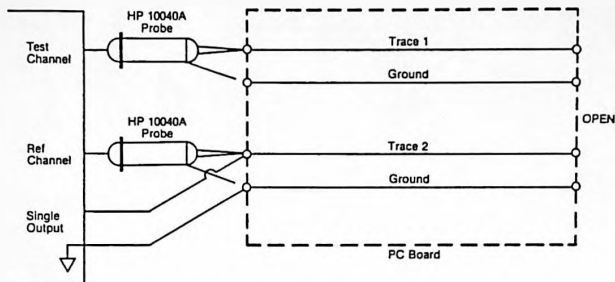 HP 10040A
Probe
Test
Channel
Trace 1
Ground
OPEN
HP 10040A
Probe
Ref
Channel
Trace 2
Ground
Single
Output
PC Board